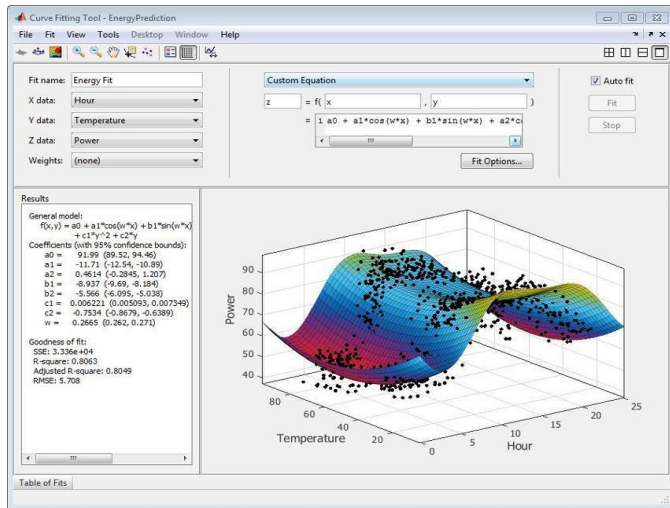 Curve Fitting Tool - EnergyPrediction
File Fit View Tools Desktop Window Help
Fit name: Energy Fit
X data: Hour
Y data: Temperature
Z data: Power
Weights: (none)
Custom Equation
z = f( x , y )
= 1 a0 + a1*cos(w*x) + b1*sin(w*x) + a2*c
Fit Options...
Auto fit
Fit
Stop
Results
General model:
f(x,y) = a0 + a1*cos(w*x) + b1*sin(w*x)
+ c1*y^2 + c2*y
Coefficients (with 95% confidence bounds):
a0 = 91.99 (89.52, 94.46)
a1 = -11.71 (-12.54, -10.89)
a2 = 0.4614 (-0.2845, 1.207)
b1 = -8.937 (-9.69, -8.184)
b2 = -5.566 (-6.095, -5.038)
c1 = 0.006221 (0.005093, 0.007349)
c2 = -0.7534 (-0.8679, -0.6389)
w = 0.2665 (0.262, 0.271)
Goodness of fit:
SSE: 3.336e+04
R-square: 0.8063
Adjusted R-square: 0.8049
RMSE: 5.708
90
80
70
60
50
40
Power
80
60
40
20
Temperature
0
5
10
15
20
25
Hour
Table of Fits